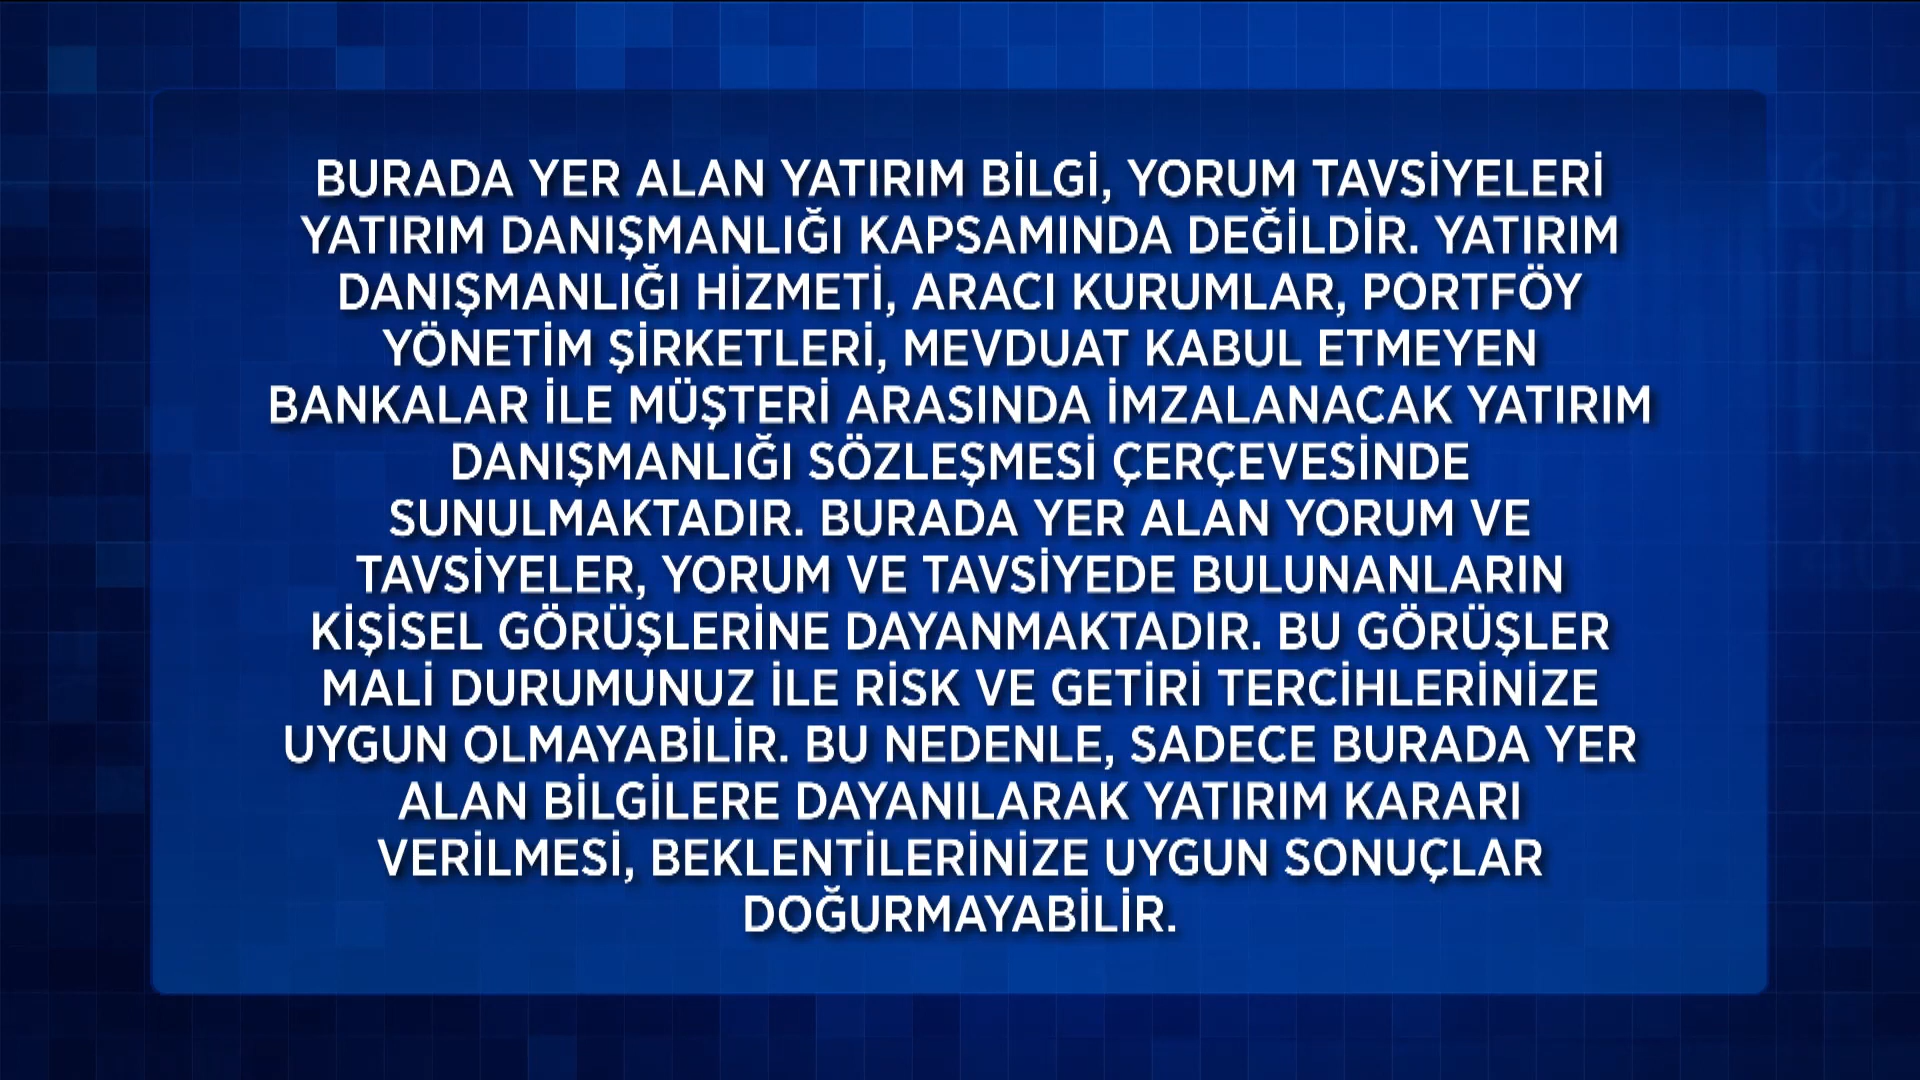 BURADA YER ALAN YATIRIM BİLGİ, YORUM TAVSİYELERİ
YATIRIM DANIŞMANLIĞI KAPSAMINDA DEĞİLDİR. YATIRIM
DANIŞMANLIĞI HİZMETİ, ARACI KURUMLAR, PORTFÖY
YÖNETİM ŞİRKETLERİ, MEVDUAT KABUL ETMEYEN
BANKALAR İLE MÜŞTERİ ARASINDA İMZALANACAK YATIRIM
DANIŞMANLIĞI SÖZLEŞMESİ ÇERÇEVESİNDE
SUNULMAKTADIR. BURADA YER ALAN YORUM VE
TAVSİYELER, YORUM VE TAVSİYEDE BULUNANLARIN
KİŞİSEL GÖRÜŞLERİNE DAYANMAKTADIR. BU GÖRÜŞLER
MALİ DURUMUNUZ İLE RİSK VE GETİRİ TERCİHLERİNİZE
UYGUN OLMAYABİLİR. BU NEDENLE, SADECE BURADA YER
ALAN BİLGİLERE DAYANILARAK YATIRIM KARARI
VERİLMESİ, BEKLENTİLERİNİZE UYGUN SONUÇLAR
DOĞURMAYABİLİR.